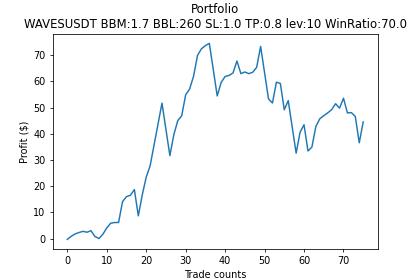 Portfolio
WAVESUSDT BBM:1.7 BBL:260 SL:1.0 TP:0.8 lev:10 WinRatio:70.0
70
60
50
40
30
20
10
0
Profit ($)
0 10 20 30 40 50 60 70
Trade counts